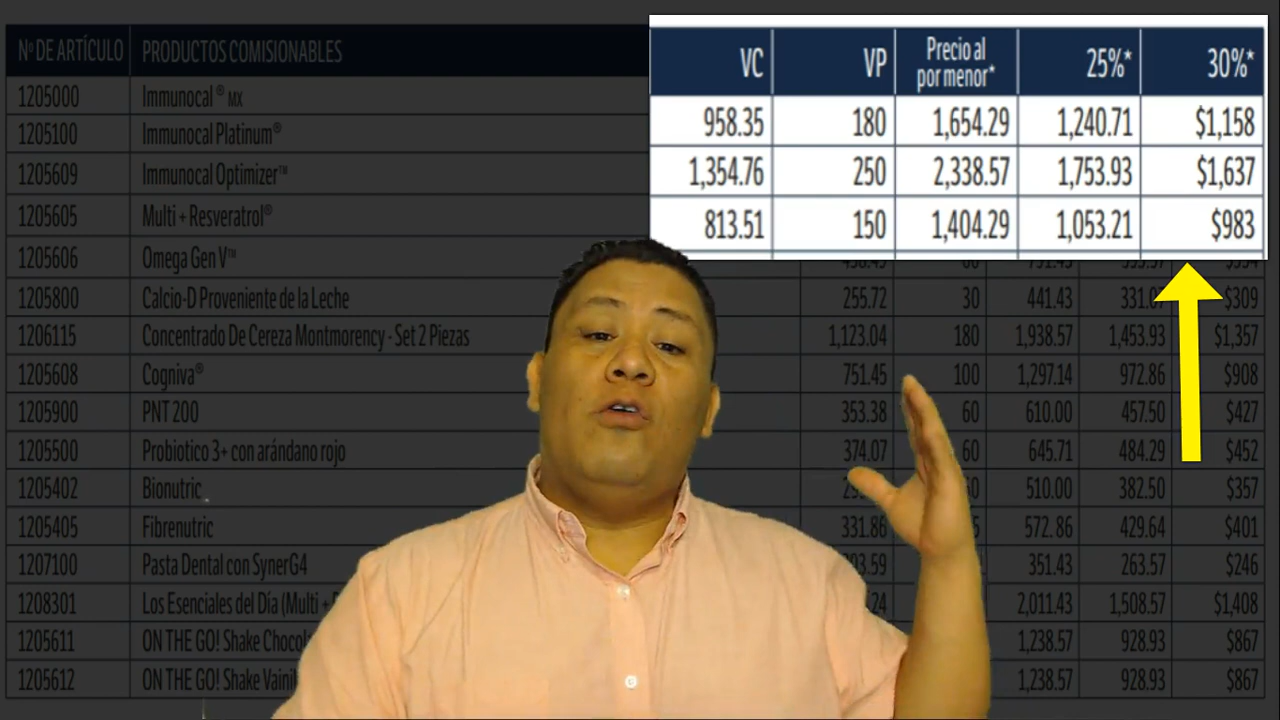 Nº DE ARTÍCULO PRODUCTOS COMISIONABLES
VC VP Precio al por menor* 25%* 30%*
958.35 180 1,654.29 1,240.71 $1,158
1,354.76 250 2,338.57 1,753.93 $1,637
813.51 150 1,404.29 1,053.21 $983
1205000 Immunocal® MX
1205100 Immunocal Platinum®
1205609 Immunocal Optimizer™
1205605 Multi + Resveratrol®
1205606 Omega Gen V™
1205800 Calcio-D Proveniente de la Leche 255.72 30 441.43 $309
1206115 Concentrado De Cereza Montmorency - Set 2 Piezas 1,123.04 180 1,938.57 1,453.93 $1,357
1205608 Cogniva® 751.45 100 1,297.14 972.86 $908
1205900 PNT 200 353.38 60 610.00 457.50 $427
1205500 Probiotico 3+ con arándano rojo 374.07 60 645.71 484.29 $452
1205402 Bionutric 510.00 382.50 $357
1205405 Fibrenutric 331.86 572.86 429.64 $401
1207100 Pasta Dental con SynerG4 351.43 263.57 $246
1208301 Los Esenciales del Día (Multi + 2,011.43 1,508.57 $1,408
1205611 ON THE GO! Shake 1,238.57 928.93 $867
1205612 ON THE GO! Shake 1,238.57 928.93 $867